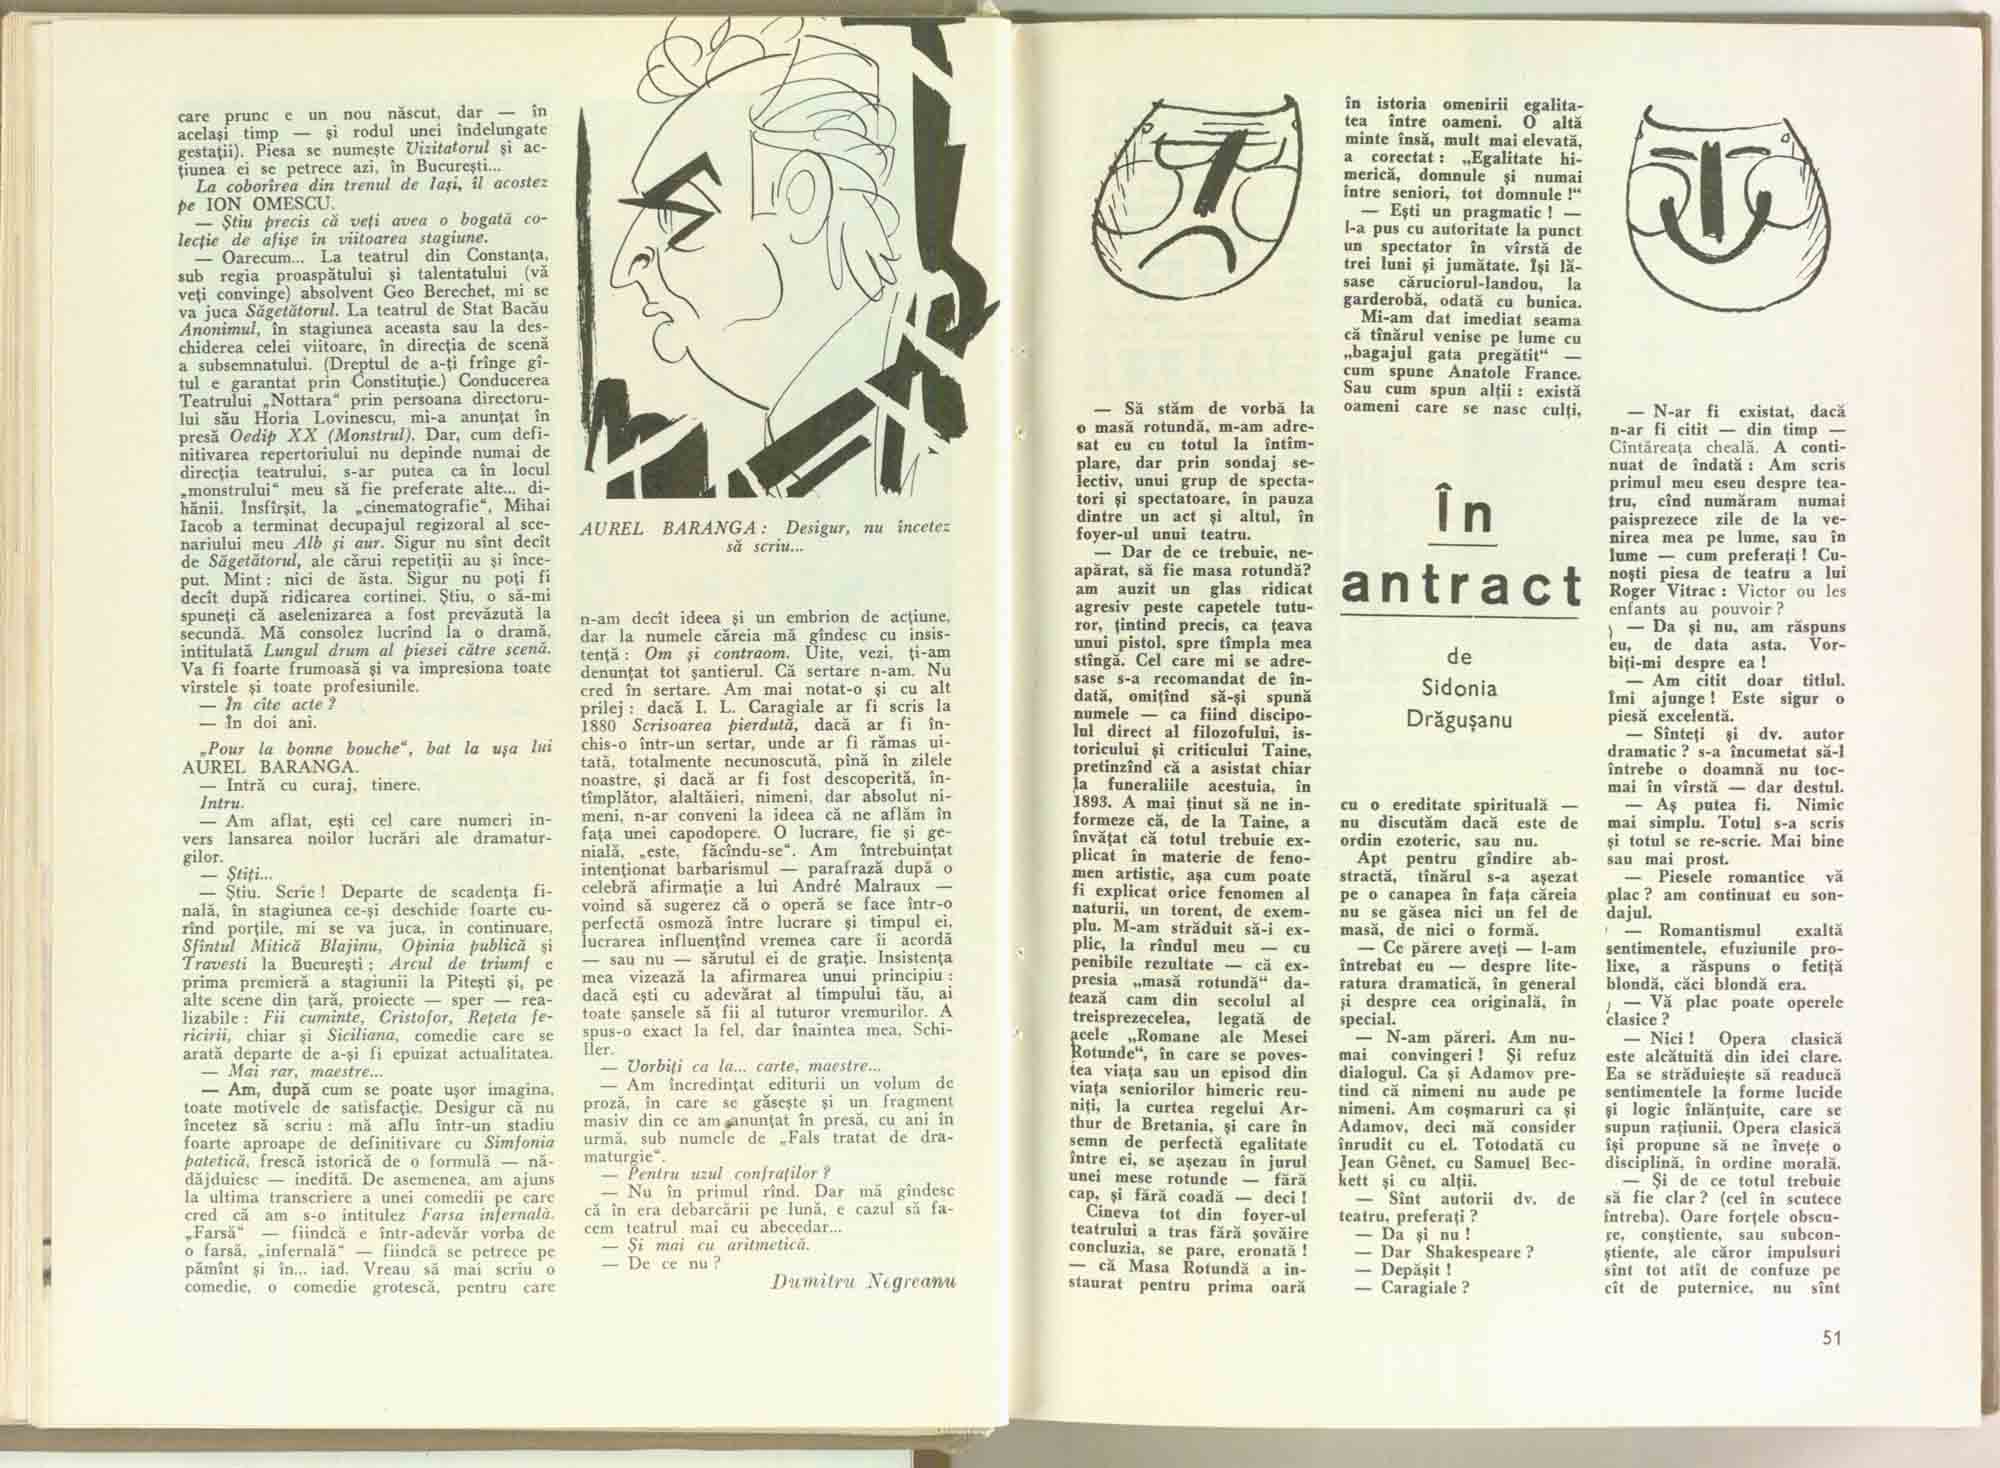 care prunc e un nou născut, dar — în
același timp — și rodul unei îndelungate
gestații). Piesa se numește Vizitatorul și ac-
țiunea ei se petrece azi, în București...
La coborîrea din trenul de Iași, îl acostez
pe ION OMESCU.
— Știu precis că veți avea o bogată co-
lecție de afișe în viitoarea stagiune.
— Oarecum... La teatrul din Constanța,
sub regia proaspătului și talentatului (vă
veți convinge) absolvent Geo Berechet, mi se
va juca Săgetătorul. La teatrul de Stat Bacău
Anonimul, în stagiunea aceasta sau la des-
chiderea celei viitoare, în direcția de scenă
a subsemnatului. (Dreptul de a-ți frînge gî-
tul e garantat prin Constituție.) Conducerea
Teatrului „Nottara“ prin persoana directoru-
lui său Horia Lovinescu, mi-a anunțat în
presă Oedip XX (Monstrul). Dar, cum defi-
nitivarea repertoriului nu depinde numai de
direcția teatrului, s-ar putea ca în locul
„monstrului“ meu să fie preferate alte... di-
hănii. Însfîrșit, la „cinematografie“, Mihai
Iacob a terminat decupajul regizoral al sce-
nariului meu Alb și aur. Sigur nu sînt decît
de Săgetătorul, ale cărui repetiții au și înce-
put. Mint : nici de ăsta. Sigur nu poți fi
decît după ridicarea cortinei. Știu, o să-mi
spuneți că aselenizarea a fost prevăzută la
secundă. Mă consolez lucrînd la o dramă,
intitulată Lungul drum al piesei către scenă.
Va fi foarte frumoasă și va impresiona toate
vîrstele și toate profesiunile.
— În cîte acte ?
— În doi ani.
„Pour la bonne bouche“, bat la ușa lui
AUREL BARANGA.
— Intră cu curaj, tinere.
Intru.
— Am aflat, ești cel care numeri in-
vers lansarea noilor lucrări ale dramatur-
gilor.
— Știți...
— Știu. Scrie ! Departe de scadența fi-
nală, în stagiunea ce-și deschide foarte cu-
rînd porțile, mi se va juca, în continuare,
Sfîntul Mitică Blajinu, Opinia publică și
Travesti la București ; Arcul de triumf e
prima premieră a stagiunii la Pitești și, pe
alte scene din țară, proiecte — sper — rea-
lizabile : Fii cuminte, Cristofor, Rețeta fe-
ricirii, chiar și Siciliana, comedie care se
arată departe de a-și fi epuizat actualitatea.
— Mai rar, maestre...
— Am, după cum se poate ușor imagina,
toate motivele de satisfacție. Desigur că nu
încetez să scriu : mă aflu într-un stadiu
foarte aproape de definitivare cu Simfonia
patetică, frescă istorică de o formulă — nă-
dăjduiesc — inedită. De asemenea, am ajuns
la ultima transcriere a unei comedii pe care
cred că am s-o intitulez Farsa infernală.
„Farsă“ — fiindcă e într-adevăr vorba de
o farsă, „infernală“ — fiindcă se petrece pe
pămînt și în... iad. Vreau să mai scriu o
comedie, o comedie grotescă, pentru care
AUREL BARANGA : Desigur, nu încetez
să scriu...
n-am decît ideea și un embrion de acțiune,
dar la numele căreia mă gîndesc cu insis-
tență : Om și contraom. Uite, vezi, ți-am
denunțat tot șantierul. Că sertare n-am. Nu
cred în sertare. Am mai notat-o și cu alt
prilej : dacă I. L. Caragiale ar fi scris la
1880 Scrisoarea pierdută, dacă ar fi în-
chis-o într-un sertar, unde ar fi rămas ui-
tată, totalmente necunoscută, pînă în zilele
noastre, și dacă ar fi fost descoperită, în-
tîmplător, alaltăieri, nimeni, dar absolut ni-
meni, n-ar conveni la ideea că ne aflăm în
fața unei capodopere. O lucrare, fie și ge-
nială, „este, făcîndu-se“. Am întrebuințat
intenționat barbarismul — parafrază după o
celebră afirmație a lui André Malraux —
voind să sugerez că o operă se face într-o
perfectă osmoză între lucrare și timpul ei,
lucrarea influențînd vremea care îi acordă
— sau nu — sărutul ei de grație. Insistența
mea vizează la afirmarea unui principiu :
dacă ești cu adevărat al timpului tău, ai
toate șansele să fii al tuturor vremurilor. A
spus-o exact la fel, dar înaintea mea, Schi-
ller.
— Vorbiți ca la... carte, maestre...
— Am încredințat editurii un volum de
proză, în care se găsește și un fragment
masiv din ce am anunțat în presă, cu ani în
urmă, sub numele de „Fals tratat de dra-
maturgie“.
— Pentru uzul confraților ?
— Nu în primul rînd. Dar mă gîndesc
că în era debarcării pe lună, e cazul să fa-
cem teatrul mai cu abecedar...
— Și mai cu aritmetică.
— De ce nu ?
Dumitru Negreanu
— Să stăm de vorbă la
o masă rotundă, m-am adre-
sat eu cu totul la întîm-
plare, dar prin sondaj se-
lectiv, unui grup de specta-
tori și spectatoare, în pauza
dintre un act și altul, în
foyer-ul unui teatru.
— Dar de ce trebuie, ne-
apărat, să fie masa rotundă?
am auzit un glas ridicat
agresiv peste capetele tutu-
ror, țintind precis, ca țeava
unui pistol, spre tîmpla mea
stîngă. Cel care mi se adre-
sase s-a recomandat de în-
dată, omițînd să-și spună
numele — ca fiind discipo-
lul direct al filozofului, is-
toricului și criticului Taine,
pretinzînd că a asistat chiar
la funeraliile acestuia, în
1893. A mai ținut să ne in-
formeze că, de la Taine, a
învățat că totul trebuie ex-
plicat în materie de feno-
men artistic, așa cum poate
fi explicat orice fenomen al
naturii, un torent, de exem-
plu. M-am străduit să-i ex-
plic, la rîndul meu — cu
penibile rezultate — că ex-
presia „masă rotundă“ da-
tează cam din secolul al
treisprezecelea, legată de
acele „Romane ale Mesei
Rotunde“, în care se poves-
tea viața sau un episod din
viața seniorilor himeric reu-
niți, la curtea regelui Ar-
thur de Bretania, și care în
semn de perfectă egalitate
între ei, se așezau în jurul
unei mese rotunde — fără
cap, și fără coadă — deci !
Cineva tot din foyer-ul
teatrului a tras fără șovăire
concluzia, se pare, eronată !
— că Masa Rotundă a in-
staurat pentru prima oară
în istoria omenirii egalita-
tea între oameni. O altă
minte însă, mult mai elevată,
a corectat : „Egalitate hi-
merică, domnule și numai
între seniori, tot domnule !“
— Ești un pragmatic ! —
l-a pus cu autoritate la punct
un spectator în vîrstă de
trei luni și jumătate. Își lă-
sase căruciorul-landou, la
garderobă, odată cu bunica.
Mi-am dat imediat seama
că tînărul venise pe lume cu
„bagajul gata pregătit“ —
cum spune Anatole France.
Sau cum spun alții : există
oameni care se nasc culți,
În
antract
de
Sidonia
Drăgușanu
cu o ereditate spirituală —
nu discutăm dacă este de
ordin ezoteric, sau nu.
Apt pentru gîndire ab-
stractă, tînărul s-a așezat
pe o canapea în fața căreia
nu se găsea nici un fel de
masă, de nici o formă.
— Ce părere aveți — l-am
întrebat eu — despre lite-
ratura dramatică, în general
și despre cea originală, în
special.
— N-am păreri. Am nu-
mai convingeri ! Și refuz
dialogul. Ca și Adamov pre-
tind că nimeni nu aude pe
nimeni. Am coșmaruri ca și
Adamov, deci mă consider
înrudit cu el. Totodată cu
Jean Gênet, cu Samuel Bec-
kett și cu alții.
— Sînt autorii dv. de
teatru, preferați ?
— Da și nu !
— Dar Shakespeare ?
— Depășit !
— Caragiale ?
— N-ar fi existat, dacă
n-ar fi citit — din timp —
Cîntăreața cheală. A conti-
nuat de îndată : Am scris
primul meu eseu despre tea-
tru, cînd număram numai
paisprezece zile de la ve-
nirea mea pe lume, sau în
lume — cum preferați ! Cu-
noști piesa de teatru a lui
Roger Vitrac : Victor ou les
enfants au pouvoir ?
— Da și nu, am răspuns
eu, de data asta. Vor-
biți-mi despre ea !
— Am citit doar titlul.
Îmi ajunge ! Este sigur o
piesă excelentă.
— Sînteți și dv. autor
dramatic ? s-a încumetat să-l
întrebe o doamnă nu toc-
mai în vîrstă — dar destul.
— Aș putea fi. Nimic
mai simplu. Totul s-a scris
și totul se re-scrie. Mai bine
sau mai prost.
— Piesele romantice vă
plac ? am continuat eu son-
dajul.
— Romantismul exaltă
sentimentele, efuziunile pro-
lixe, a răspuns o fetiță
blondă, căci blondă era.
— Vă plac poate operele
clasice ?
— Nici ! Opera clasică
este alcătuită din idei clare.
Ea se străduiește să readucă
sentimentele la forme lucide
și logic înlănțuite, care se
supun rațiunii. Opera clasică
își propune să ne învețe o
disciplină, în ordine morală.
— Și de ce totul trebuie
să fie clar ? (cel în scutece
întreba). Oare forțele obscu-
re, conștiente, sau subcon-
știente, ale căror impulsuri
sînt tot atît de confuze pe
cît de puternice, nu sînt
51